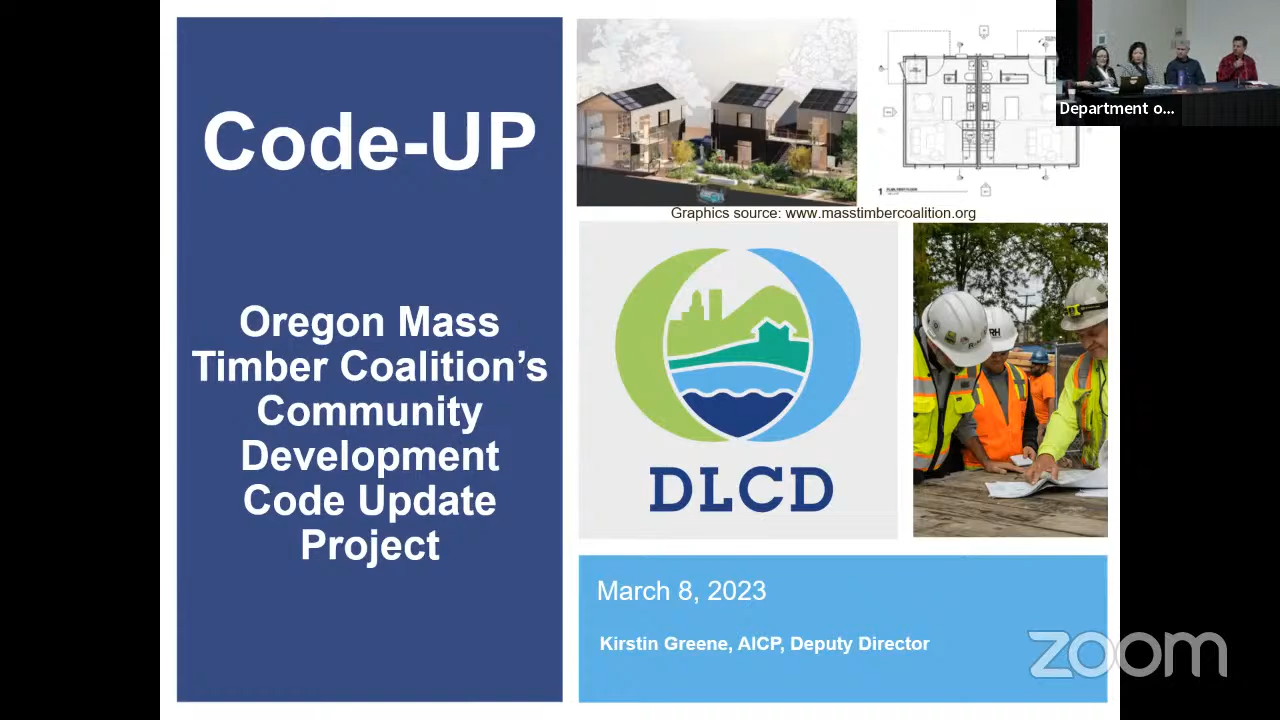 Code-UP
Oregon Mass
Timber Coalition's
Community
Development
Code Update
Project
Graphics source: www.masstimbercoalition.org
DLCD
March 8, 2023
Kirstin Greene, AICP, Deputy Director
Department o...
zoom